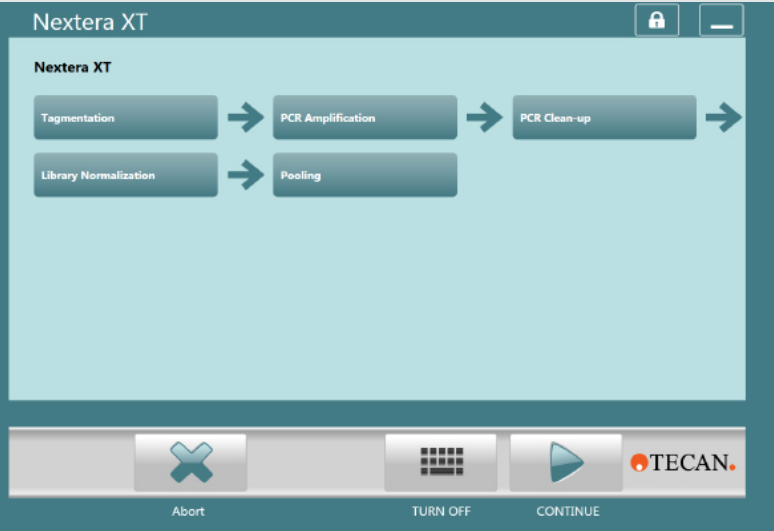 Nextera XT
Nextera XT
Tagmentation
PCR Amplification
PCR Clean-up
Library Normalization
Pooling
TECAN.
Abort
TURN OFF
CONTINUE